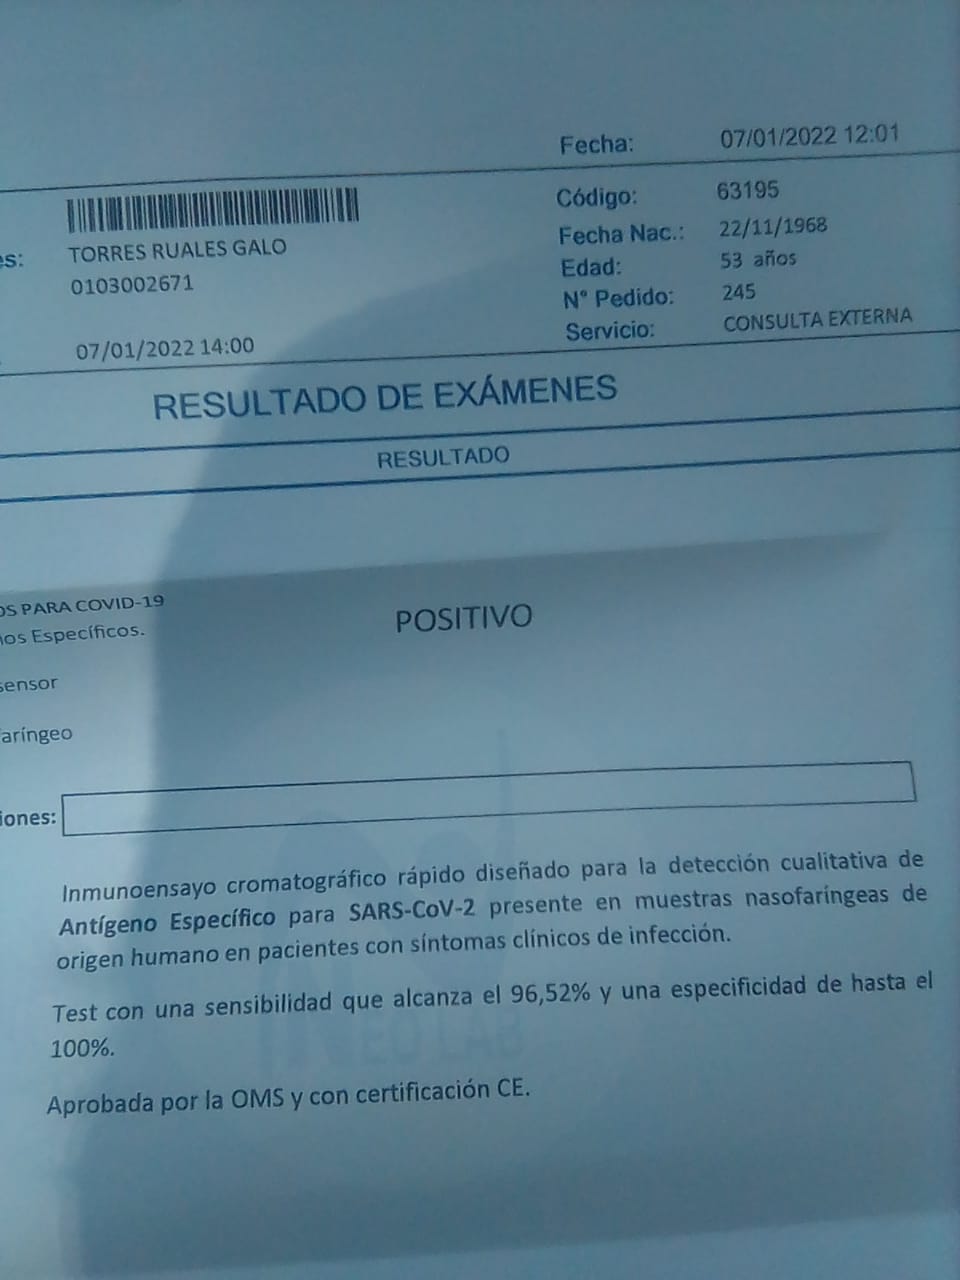 Fecha: 07/01/2022 12:01
Código: 63195
es: TORRES RUALES GALO
Fecha Nac.: 22/11/1968
0103002671
Edad: 53 años
N° Pedido: 245
07/01/2022 14:00
Servicio: CONSULTA EXTERNA
RESULTADO DE EXÁMENES
RESULTADO
OS PARA COVID-19
POSITIVO
nos Específicos.
sensor
faríngeo
iones:
Inmunoensayo cromatográfico rápido diseñado para la detección cualitativa de
Antígeno Específico para SARS-CoV-2 presente en muestras nasofaríngeas de
origen humano en pacientes con síntomas clínicos de infección.
Test con una sensibilidad que alcanza el 96,52% y una especificidad de hasta el
100%.
NEO LAB
Aprobada por la OMS y con certificación CE.